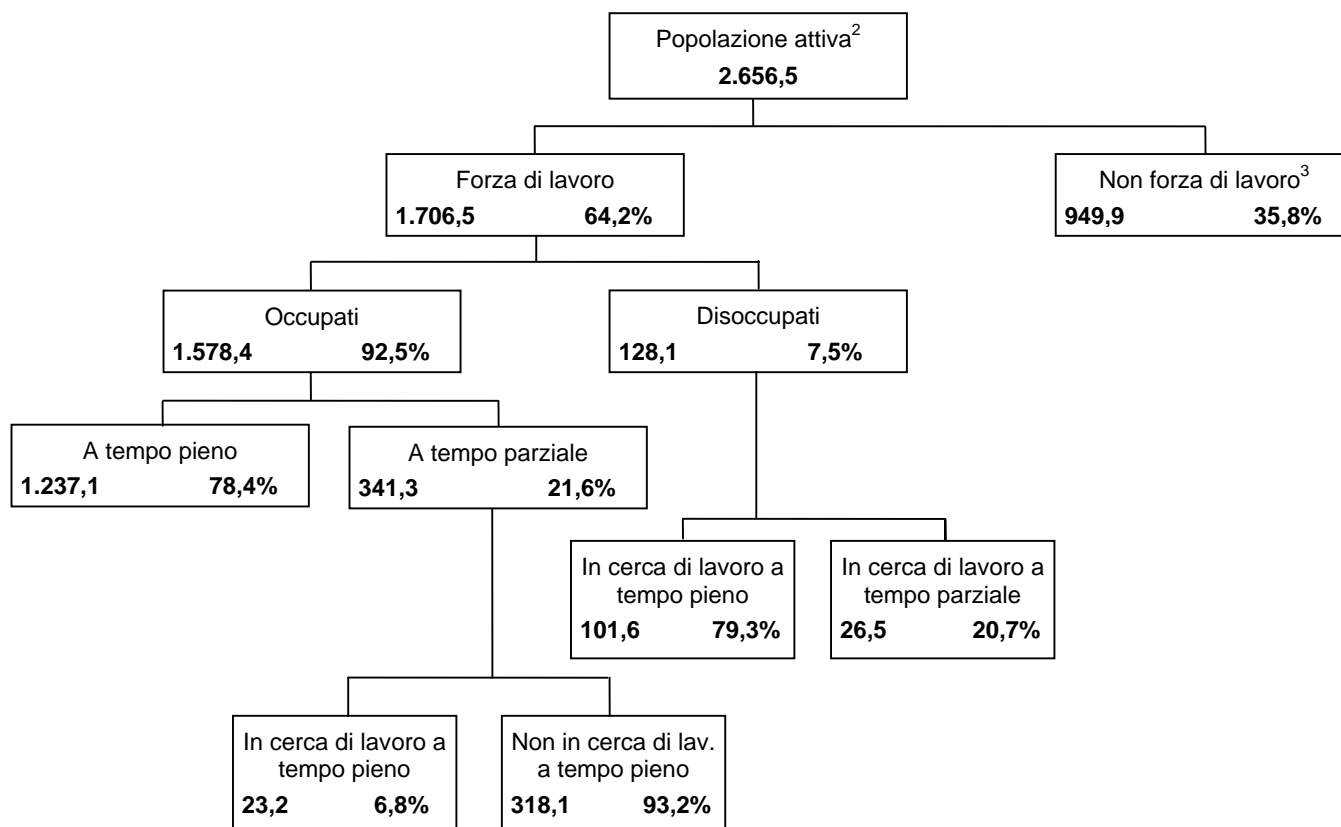 Popolazione attiva²
2.656,5
Forza di lavoro
1.706,5 64,2%
Non forza di lavoro³
949,9 35,8%
Occupati
1.578,4 92,5%
Disoccupati
128,1 7,5%
A tempo pieno
1.237,1 78,4%
A tempo parziale
341,3 21,6%
In cerca di lavoro a
tempo pieno
101,6 79,3%
In cerca di lavoro a
tempo parziale
26,5 20,7%
In cerca di lavoro a
tempo pieno
23,2 6,8%
Non in cerca di lav.
a tempo pieno
318,1 93,2%